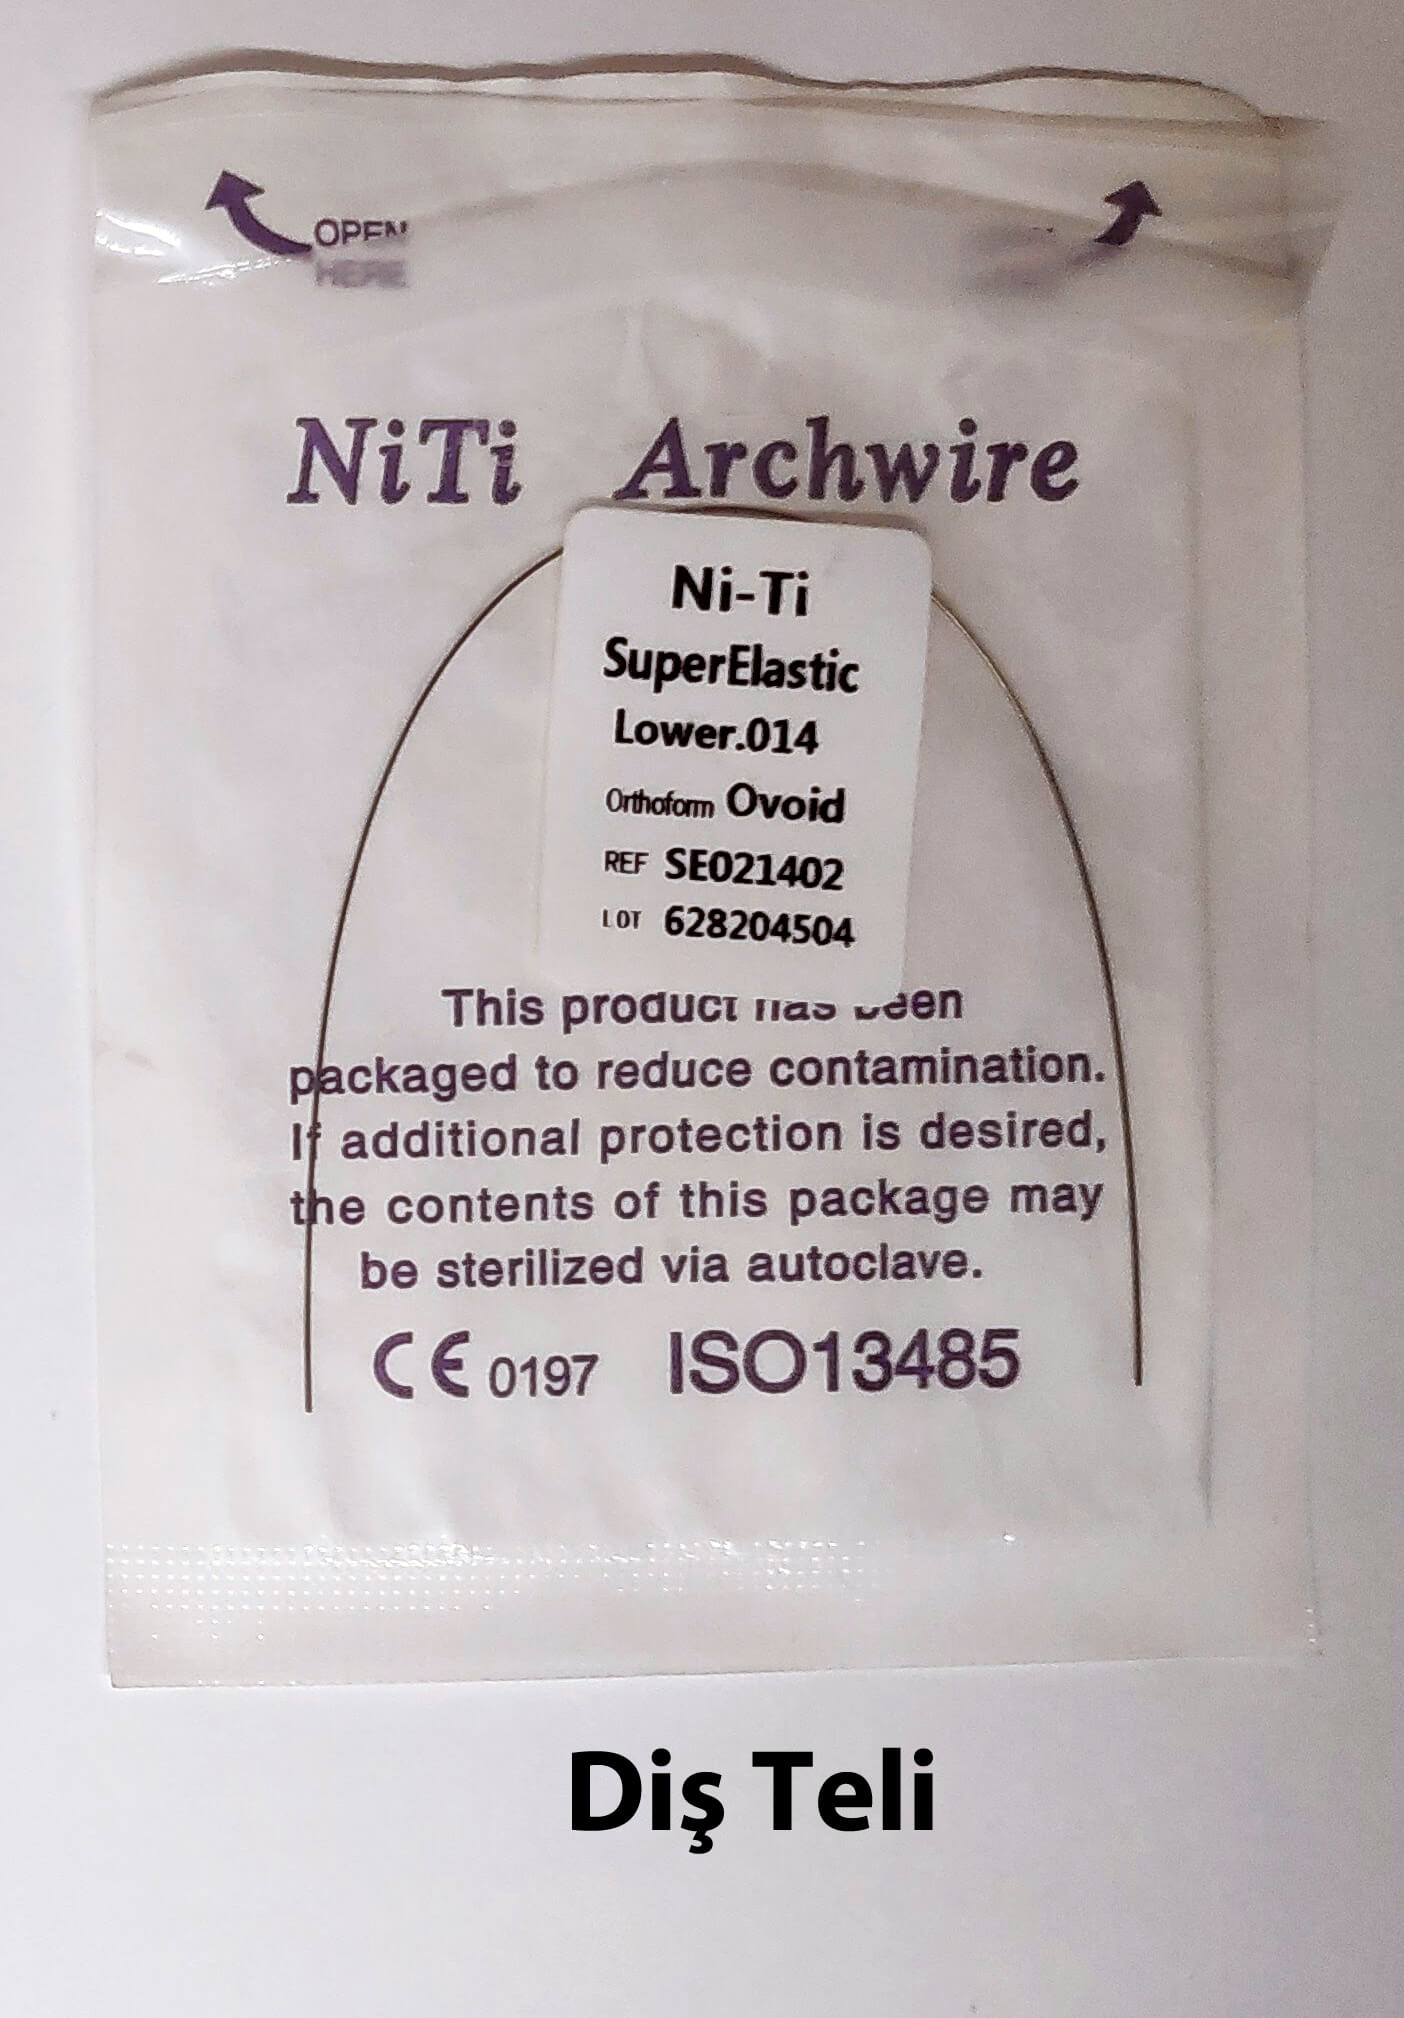 OPEN
HERE
NiTi Archwire
Ni-Ti
SuperElastic
Lower.014
Orthoform Ovoid
REF SE021402
LOT 628204504
This product has been
packaged to reduce contamination.
If additional protection is desired,
the contents of this package may
be sterilized via autoclave.
CE 0197 ISO13485
Diş Teli